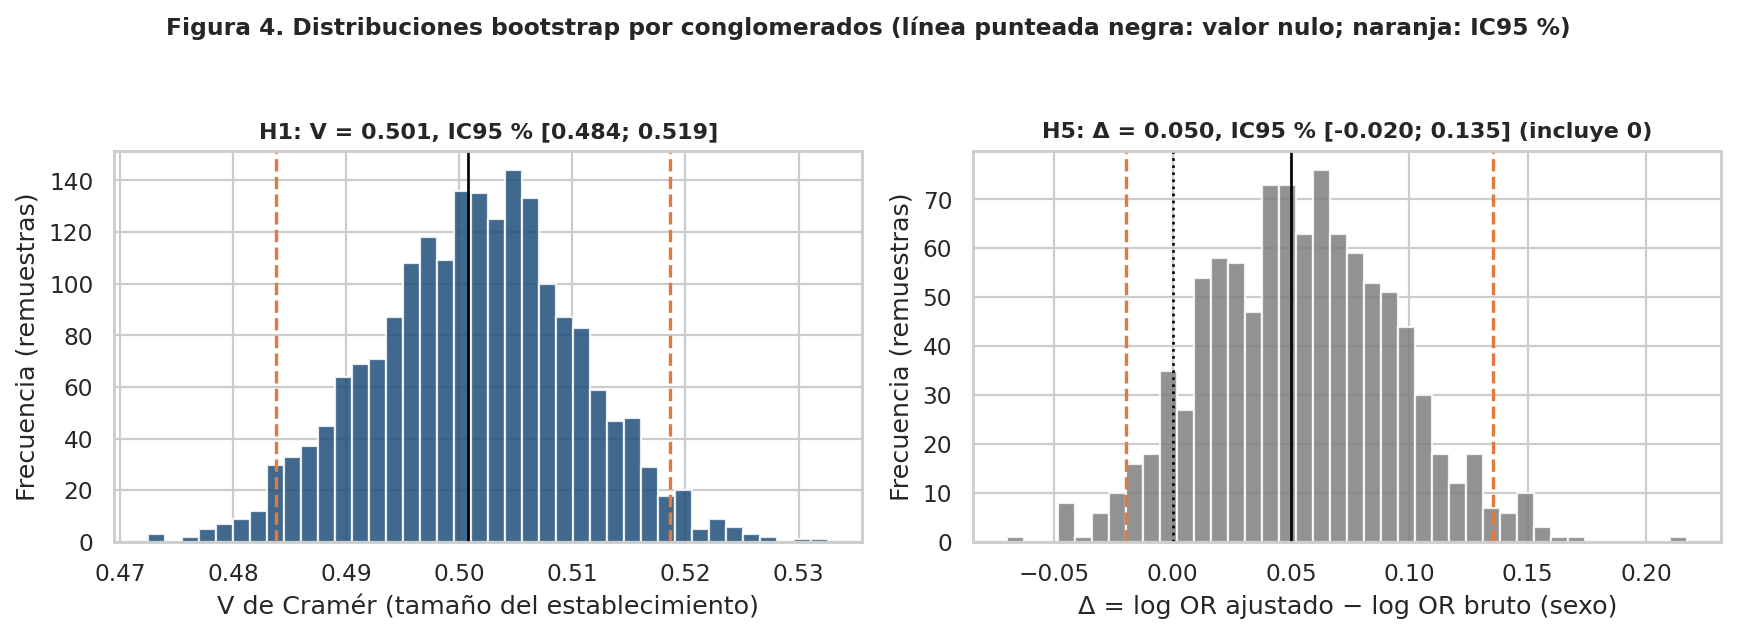 Figura 4. Distribuciones bootstrap por conglomerados (línea punteada negra: valor nulo; naranja: IC95 %)
H1: V = 0.501, IC95 % [0.484; 0.519]
Frecuencia (remuestras)
140
120
100
80
60
40
20
0
0.47 0.48 0.49 0.50 0.51 0.52 0.53
V de Cramér (tamaño del establecimiento)
H5: Δ = 0.050, IC95 % [-0.020; 0.135] (incluye 0)
Frecuencia (remuestras)
70
60
50
40
30
20
10
0
−0.05 0.00 0.05 0.10 0.15 0.20
Δ = log OR ajustado − log OR bruto (sexo)